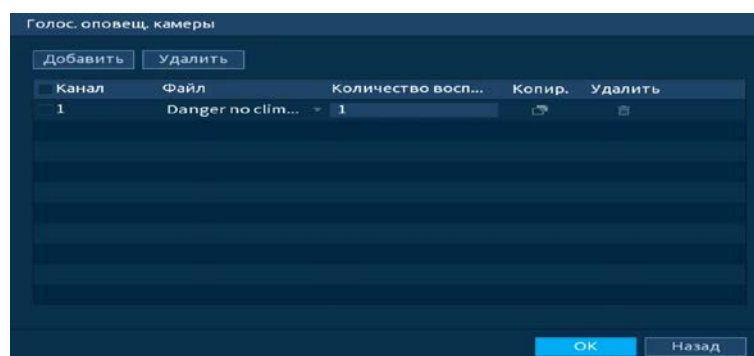 Голос. оповещ. камеры
Добавить Удалить
Канал Файл Количество восп... Копир. Удалить
1 Danger no clim... 1
OK Назад